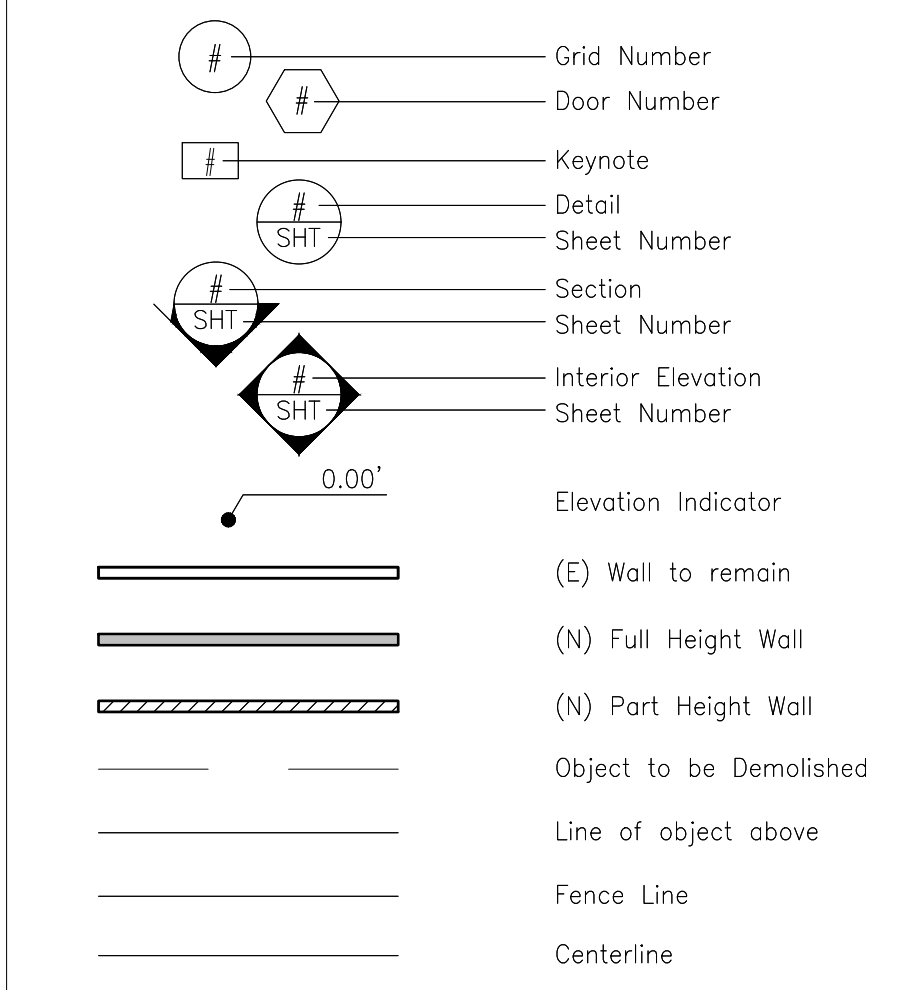 # Grid Number
# Door Number
# Keynote
# Detail
SHT Sheet Number
# Section
SHT Sheet Number
# Interior Elevation
SHT Sheet Number
0.00'
Elevation Indicator
(E) Wall to remain
(N) Full Height Wall
(N) Part Height Wall
Object to be Demolished
Line of object above
Fence Line
Centerline